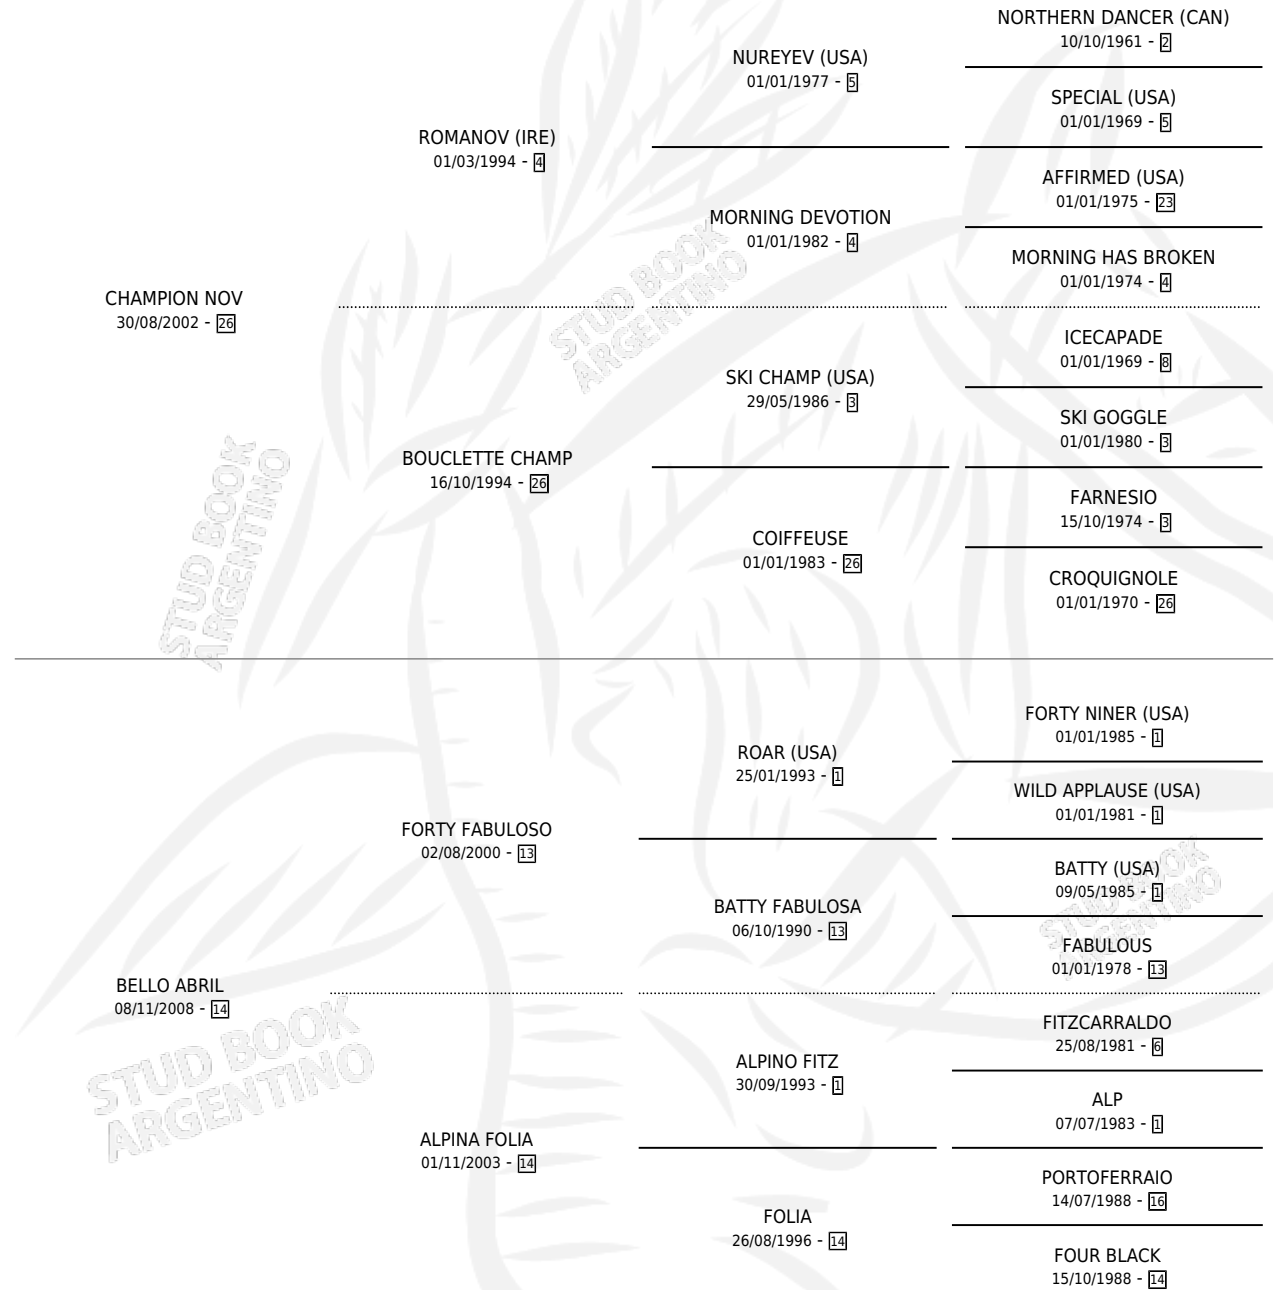 NORTHERN DANCER (CAN)
10/10/1961 - 2
NUREYEV (USA)
01/01/1977 - 5
SPECIAL (USA)
01/01/1969 - 5
ROMANOV (IRE)
01/03/1994 - 4
AFFIRMED (USA)
01/01/1975 - 23
MORNING DEVOTION
01/01/1982 - 4
MORNING HAS BROKEN
01/01/1974 - 4
CHAMPION NOV
30/08/2002 - 26
ICECAPADE
01/01/1969 - 8
SKI CHAMP (USA)
29/05/1986 - 3
SKI GOGGLE
01/01/1980 - 3
BOUCLETTE CHAMP
16/10/1994 - 26
FARNESIO
15/10/1974 - 3
COIFFEUSE
01/01/1983 - 26
CROQUIGNOLE
01/01/1970 - 26
FORTY NINER (USA)
01/01/1985 - 1
ROAR (USA)
25/01/1993 - 1
WILD APPLAUSE (USA)
01/01/1981 - 1
FORTY FABULOSO
02/08/2000 - 13
BATTY (USA)
09/05/1985 - 1
BATTY FABULOSA
06/10/1990 - 13
FABULOUS
01/01/1978 - 13
BELLO ABRIL
08/11/2008 - 14
FITZCARRALDO
25/08/1981 - 6
ALPINO FITZ
30/09/1993 - 1
ALP
07/07/1983 - 1
ALPINA FOLIA
01/11/2003 - 14
PORTOFERRAIO
14/07/1988 - 16
FOLIA
26/08/1996 - 14
FOUR BLACK
15/10/1988 - 14
STUD BOOK
ARGENTINO
STUD BOOK
ARGENTINO
STUD BOOK
ARGENTINO
STUD BOOK
ARGENTINO